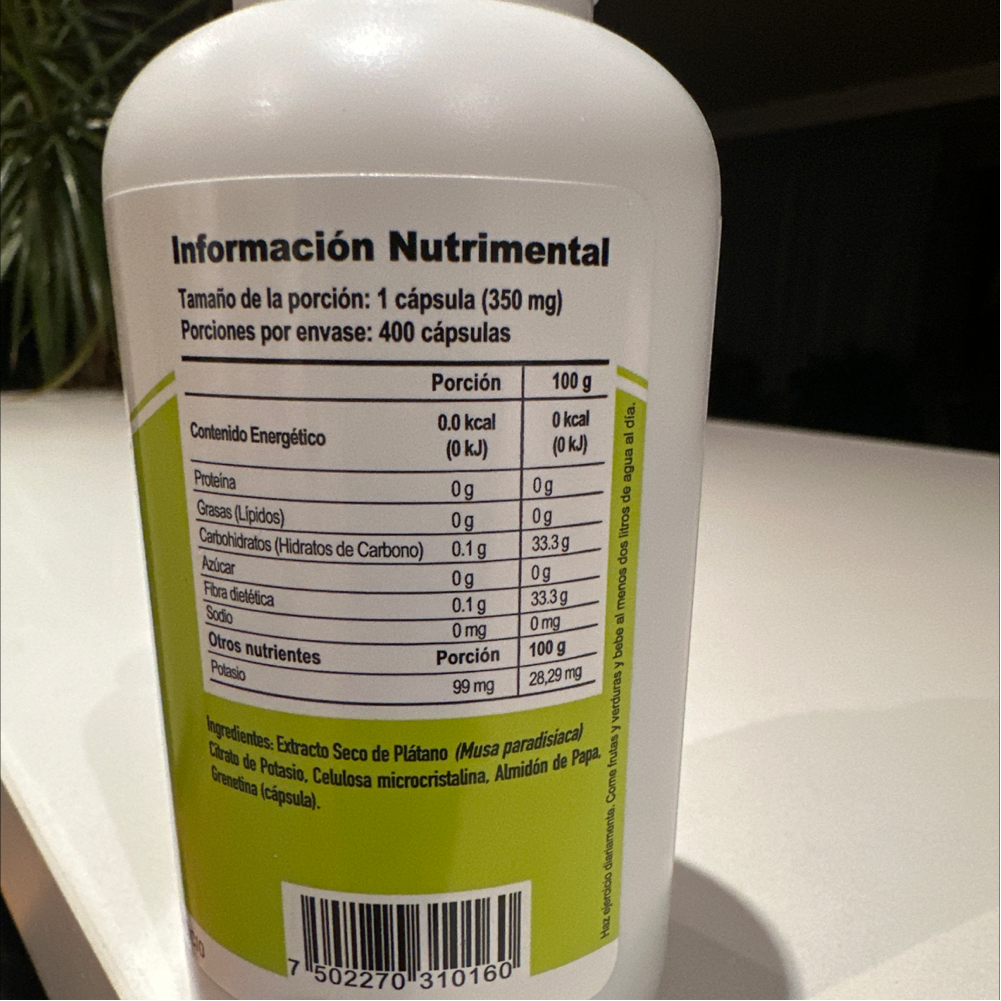 Información Nutrimental
Tamaño de la porción: 1 cápsula (350 mg)
Porciones por envase: 400 cápsulas
Porción 100 g
Contenido Energético 0.0 kcal (0 kJ) 0 kcal (0 kJ)
Proteína 0 g 0 g
Grasas (Lípidos) 0 g 0 g
Carbohidratos (Hidratos de Carbono) 0.1 g 33.3 g
Azúcar 0 g 0 g
Fibra dietética 0.1 g 33.3 g
Sodio 0 mg 0 mg
Otros nutrientes Porción 100 g
Potasio 99 mg 28,29 mg
Ingredientes: Extracto Seco de Plátano (Musa paradisiaca)
Citrato de Potasio, Celulosa microcristalina, Almidón de Papa,
Grenetina (cápsula).
Haz ejercicio diariamente. Come frutas y verduras y bebe al menos dos litros de agua al día.
7 502270 310160